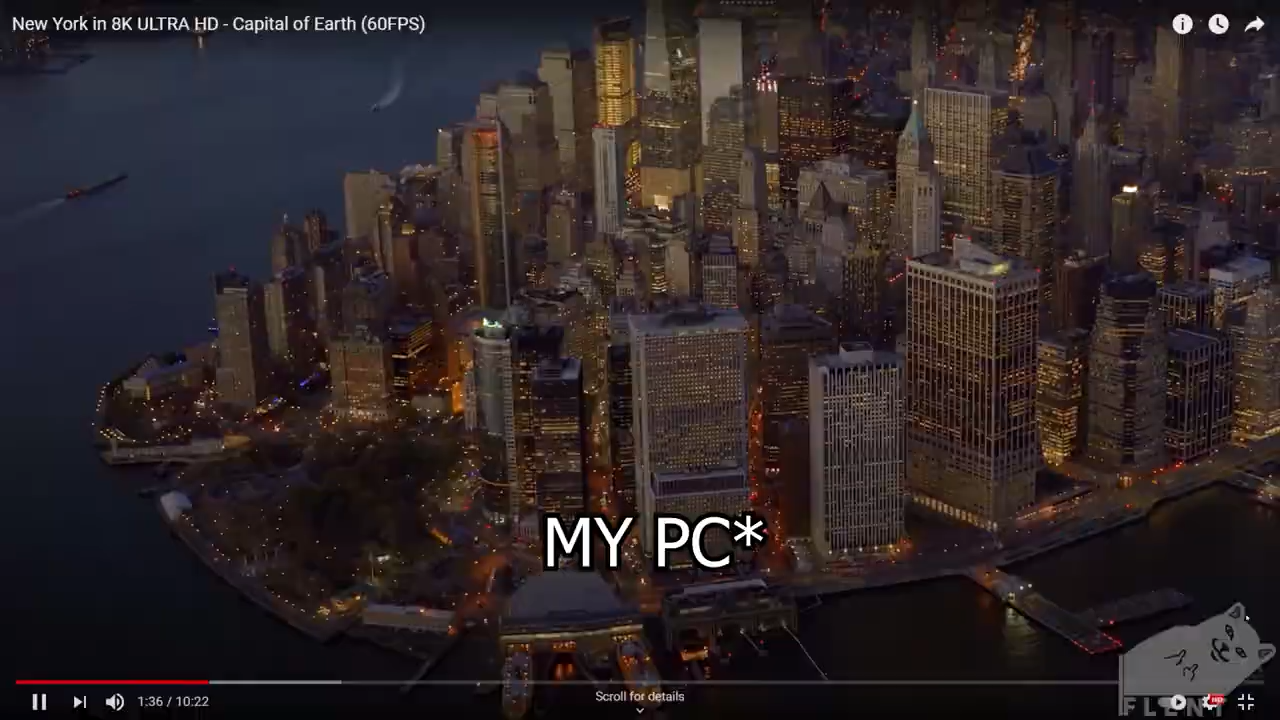 New York in 8K ULTRA HD - Capital of Earth (60FPS)
MY PC*
Scroll for details
1:36 / 10:22
HD